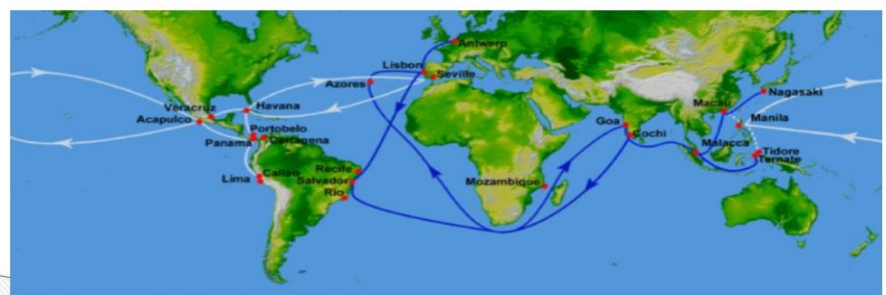 Antwerp
Lisbon
Seville
Azores
Nagasaki
Macau
Havana
Veracruz
Acapulco
Manila
Goa
Cochi
Portobelo
Panama
Cartagena
Malacca
Tidore
Ternate
Recife
Callao
Lima
Salvador
Mozambique
Rio